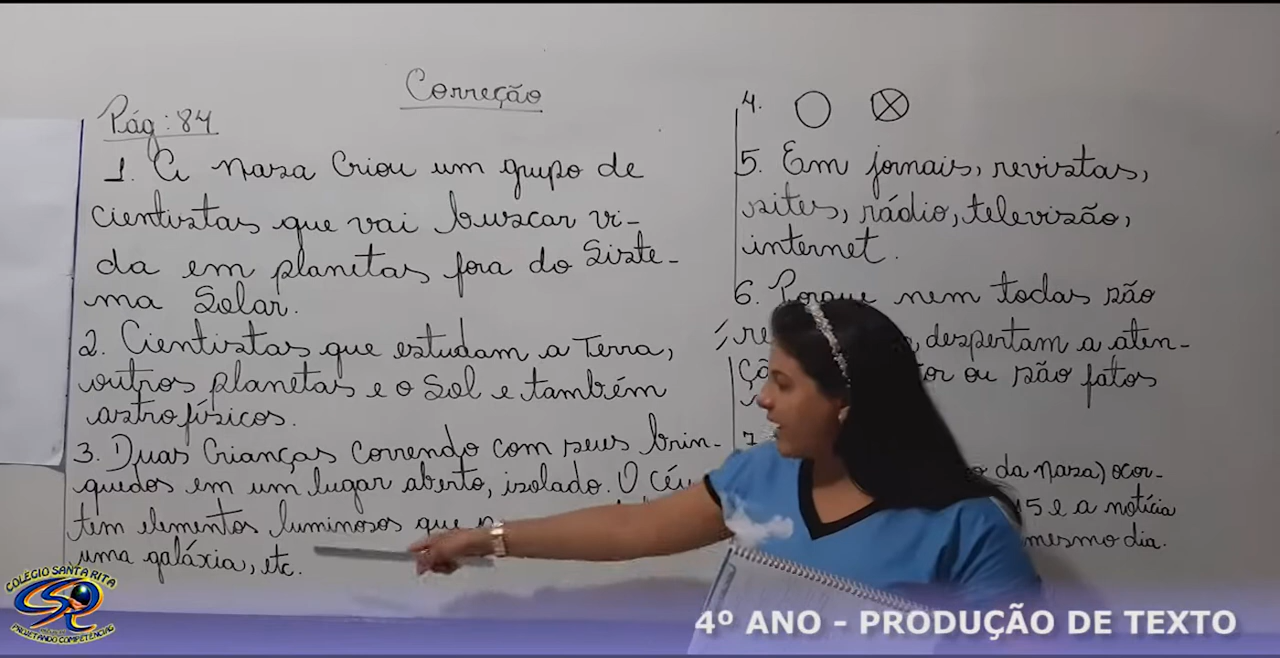 Correção
Pág: 84
1. A nasa Criou um grupo de
cientistas que vai buscar vi-
da em planetas fora do Siste-
ma Solar.
2. Cientistas que estudam a Terra,
outros planetas e o Sol e também
astrofísicos.
3. Duas Crianças correndo com seus brin-
quedos em um lugar aberto, isolado. O céu
tem elementos luminosos que
uma galáxia, etc.
4.
5. Em jornais, revistas,
sites, rádio, televisão,
internet.
6. Porque nem todas são
despertam a aten-
ou são fatos
7.
da nasa) ocor-
15 e a notícia
mesmo dia.
COLÉGIO SANTA RITA
CSR
PROJETANDO COMPETÊNCIAS
4º ANO - PRODUÇÃO DE TEXTO